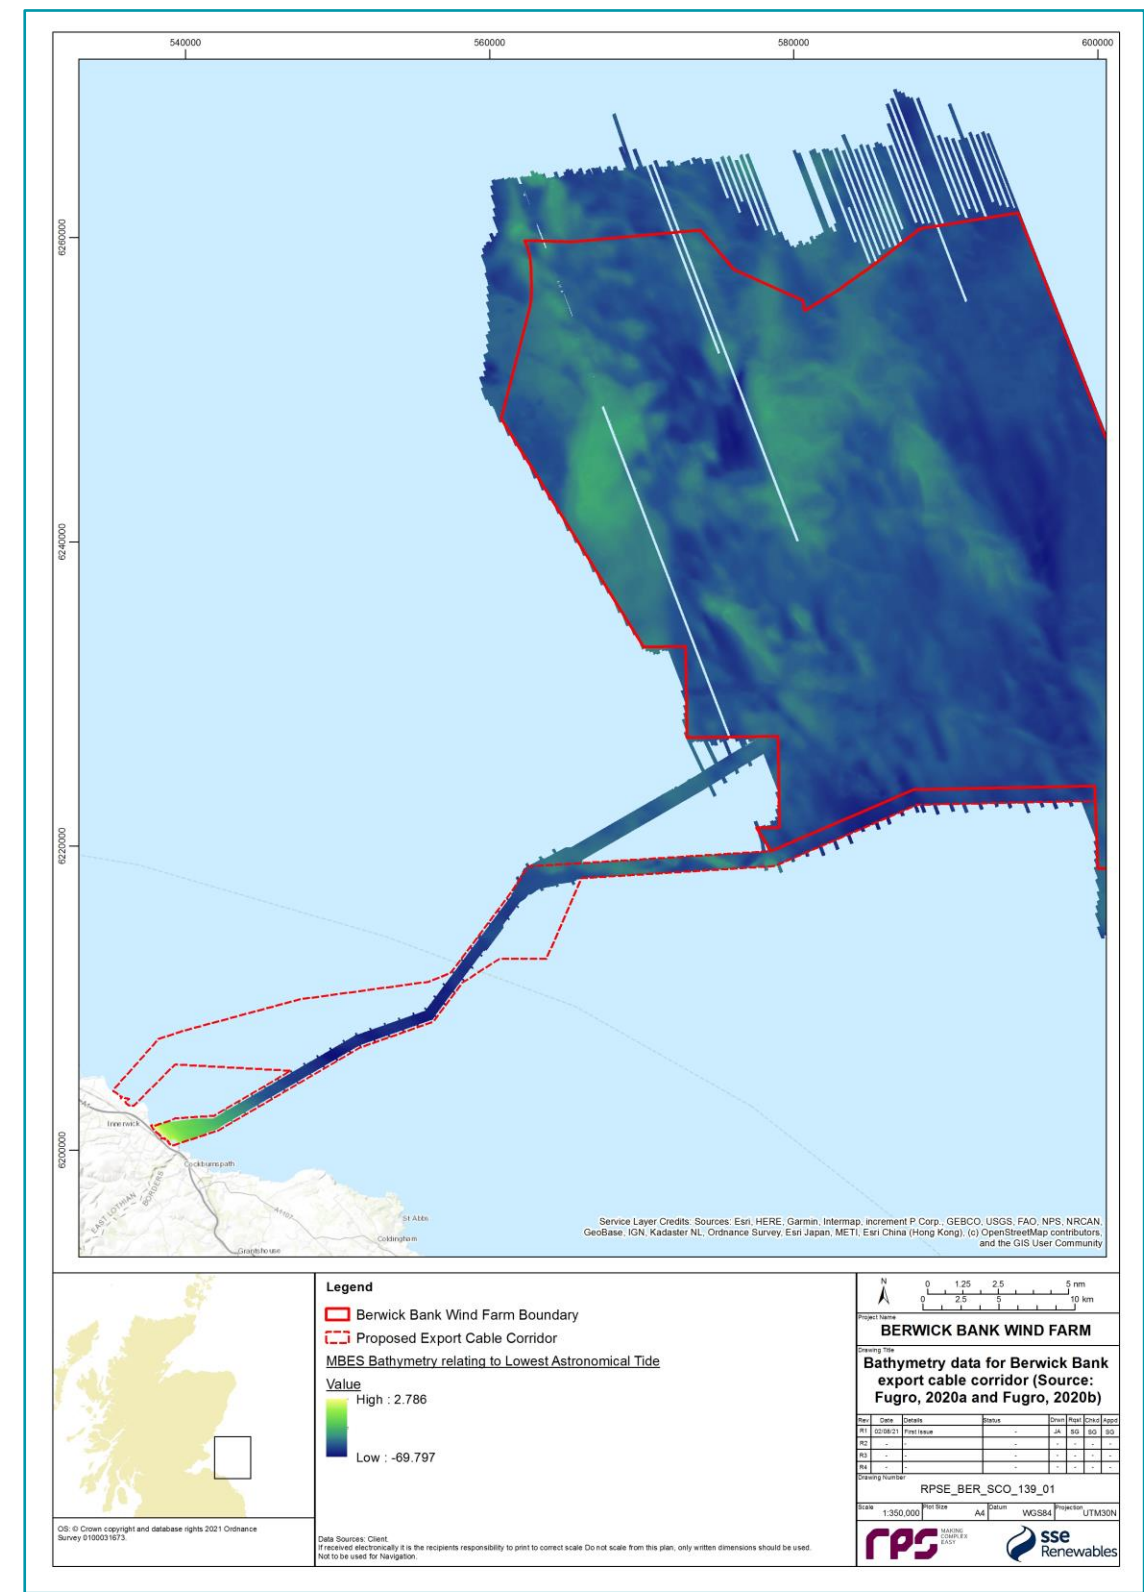 540000
560000
580000
600000
6260000
6240000
6220000
6200000
Innerwick
Cockburnspath
EAST LOTHIAN
BORDERS
A1107
St Abbs
Coldingham
Grantshouse
Service Layer Credits: Sources: Esri, HERE, Garmin, Intermap, increment P Corp., GEBCO, USGS, FAO, NPS, NRCAN,
GeoBase, IGN, Kadaster NL, Ordnance Survey, Esri Japan, METI, Esri China (Hong Kong), (c) OpenStreetMap contributors,
and the GIS User Community
OS: © Crown copyright and database rights 2021 Ordnance
Survey 0100031673.
Legend
Berwick Bank Wind Farm Boundary
Proposed Export Cable Corridor
MBES Bathymetry relating to Lowest Astronomical Tide
Value
High : 2.786
Low : -69.797
Data Sources: Client.
If received electronically it is the recipients responsibility to print to correct scale Do not scale from this plan, only written dimensions should be used.
Not to be used for Navigation.
N
0 1.25 2.5 5 nm
0 2.5 5 10 km
Project Name
BERWICK BANK WIND FARM
Drawing Title
Bathymetry data for Berwick Bank
export cable corridor (Source:
Fugro, 2020a and Fugro, 2020b)
Rev Date Details Status Drwn Rqst Chkd Appd
R1 02/08/21 First Issue - JA SG SG SG
R2 - - - - - - -
R3 - - - - - - -
R4 - - - - - - -
Drawing Number
RPSE_BER_SCO_139_01
Scale 1:350,000 Plot Size A4 Datum WGS84 Projection UTM30N
rps MAKING
COMPLEX
EASY
sse
Renewables